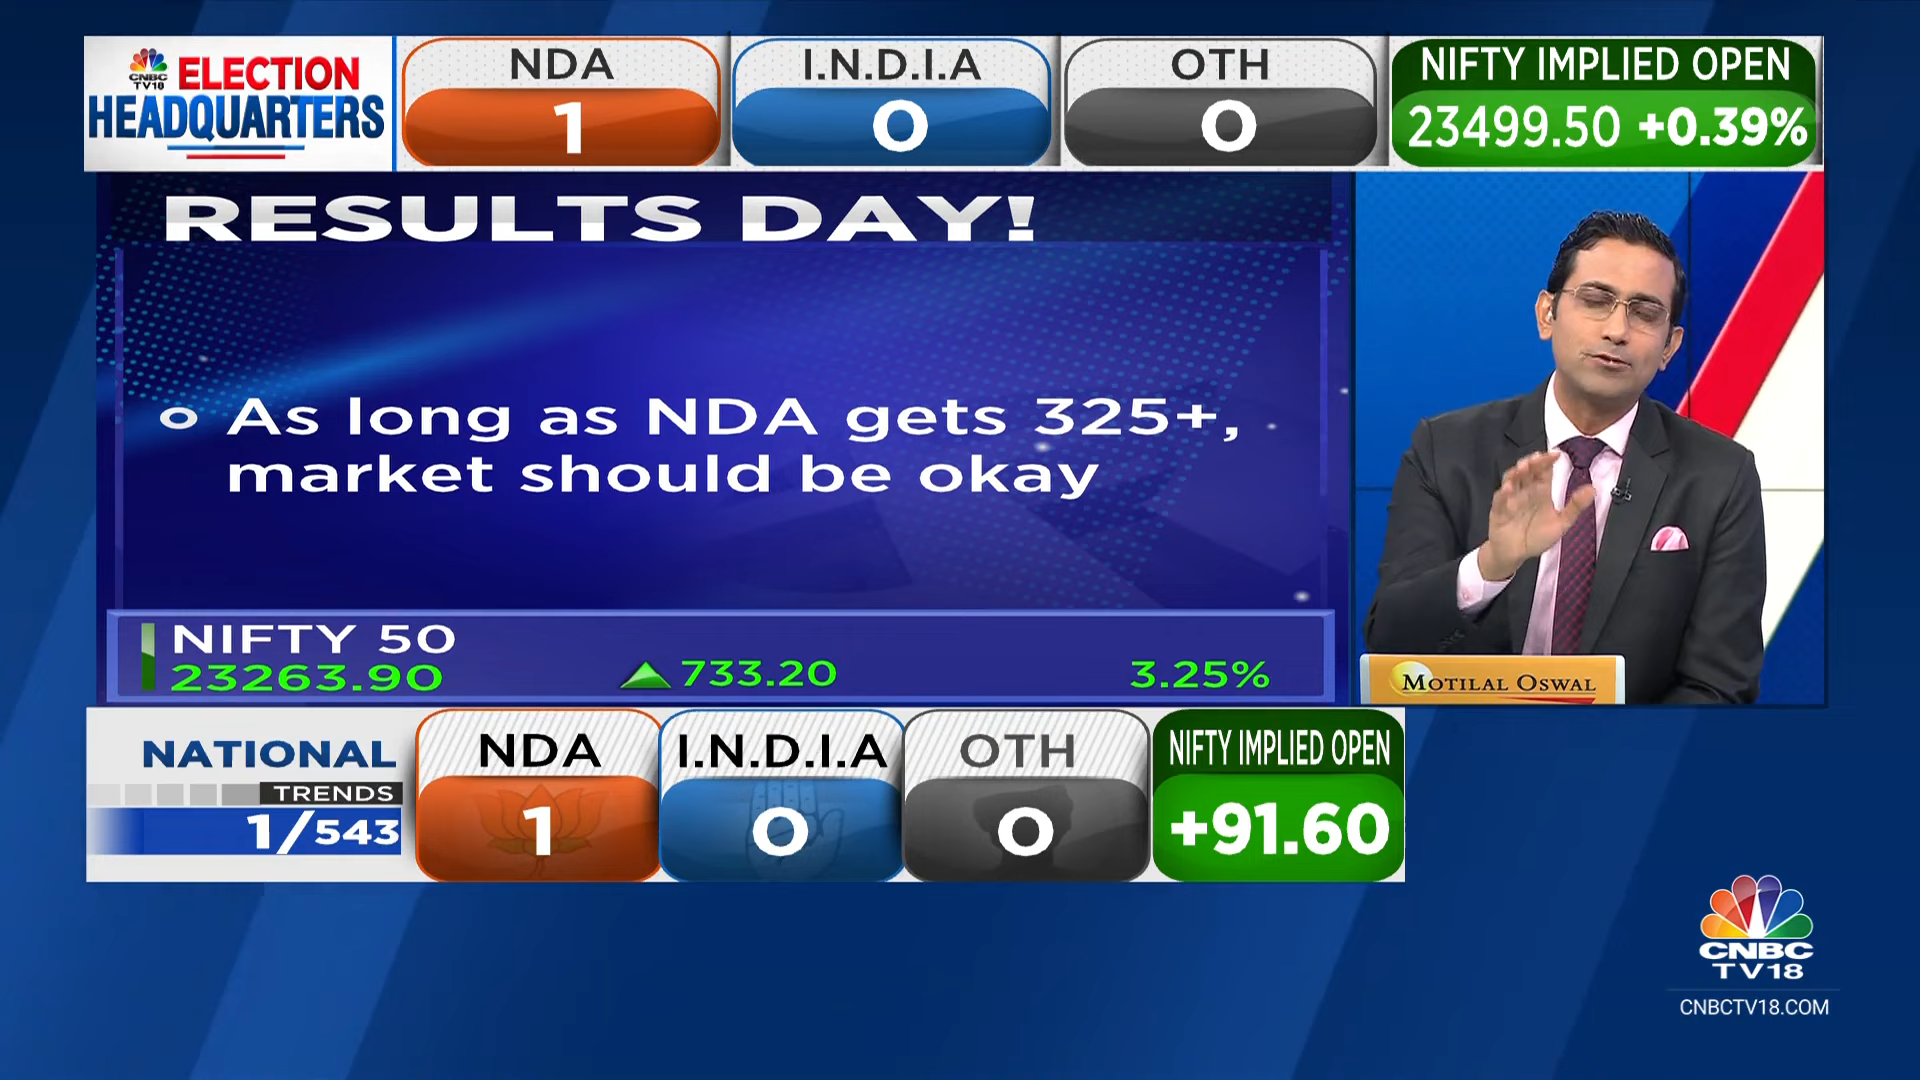 CNBC TV18 ELECTION
HEADQUARTERS
NDA
1
I.N.D.I.A
0
OTH
0
NIFTY IMPLIED OPEN
23499.50 +0.39%
RESULTS DAY!
As long as NDA gets 325+,
market should be okay
NIFTY 50
23263.90 733.20 3.25%
MOTILAL OSWAL
NATIONAL
TRENDS
1/543
NDA
1
I.N.D.I.A
0
OTH
0
NIFTY IMPLIED OPEN
+91.60
CNBC
TV18
CNBCTV18.COM